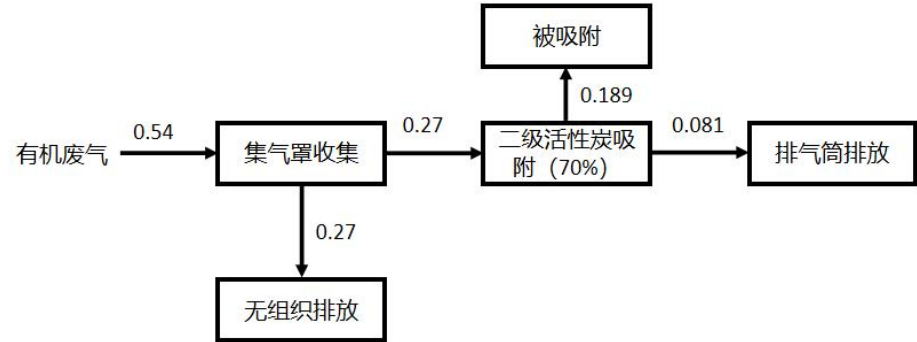 被吸附
0.189
有机废气
0.54
集气罩收集
0.27
二级活性炭吸
附（70%）
0.081
排气筒排放
0.27
无组织排放